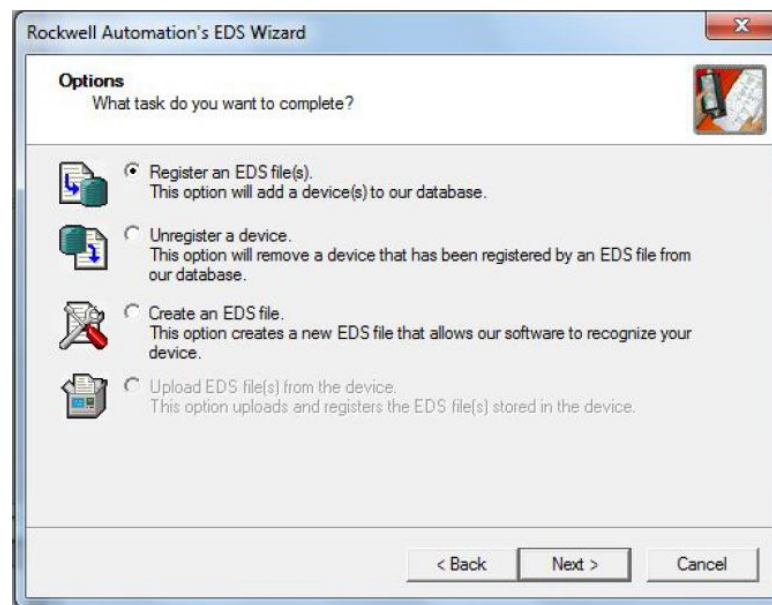 Rockwell Automation's EDS Wizard
Options
What task do you want to complete?
Register an EDS file(s).
This option will add a device(s) to our database.
Unregister a device.
This option will remove a device that has been registered by an EDS file from
our database.
Create an EDS file.
This option creates a new EDS file that allows our software to recognize your
device.
Upload EDS file(s) from the device.
This option uploads and registers the EDS file(s) stored in the device.
< Back
Next >
Cancel